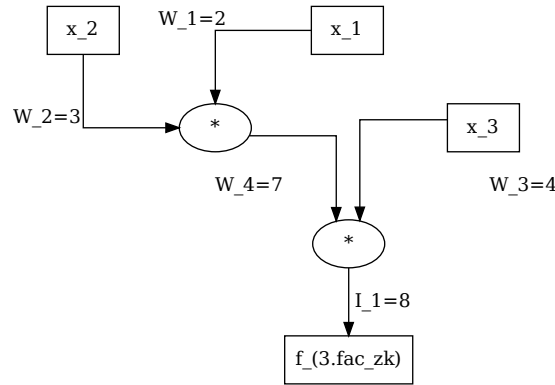 x_2
W_1=2
x_1
W_2=3
*
x_3
W_4=7
W_3=4
*
I_1=8
f_(3.fac_zk)